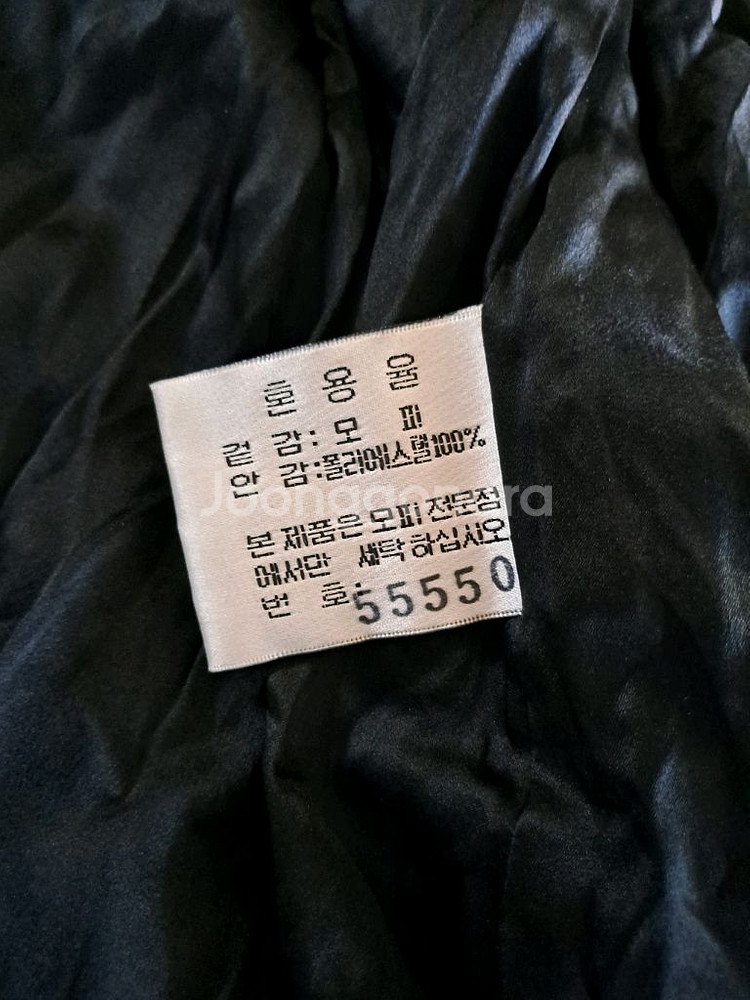 혼 용 율
겉 감: 모 피
안 감:폴리에스텔100%
Joonggonara
본 제품은 모피 전문점
에서만 세탁 하십시오
번 호: 55550